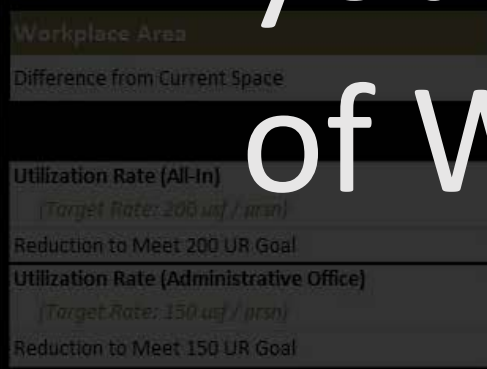 Workplace Area
Difference from Current Space
of W
Utilization Rate (All-In)
(Target Rate: 200 usf / prsn)
Reduction to Meet 200 UR Goal
Utilization Rate (Administrative Office)
(Target Rate: 150 usf / prsn)
Reduction to Meet 150 UR Goal